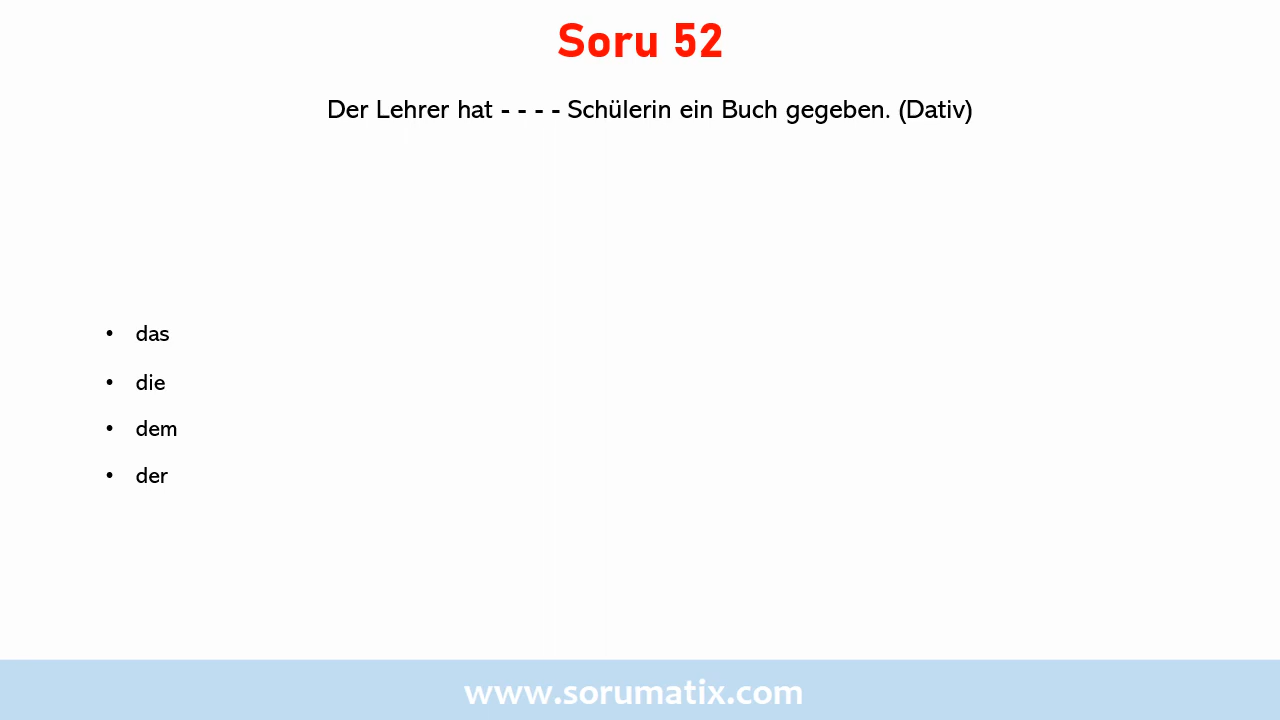 Soru 52
Der Lehrer hat - - - - Schülerin ein Buch gegeben. (Dativ)
• das
• die
• dem
• der
www.sorumatix.com